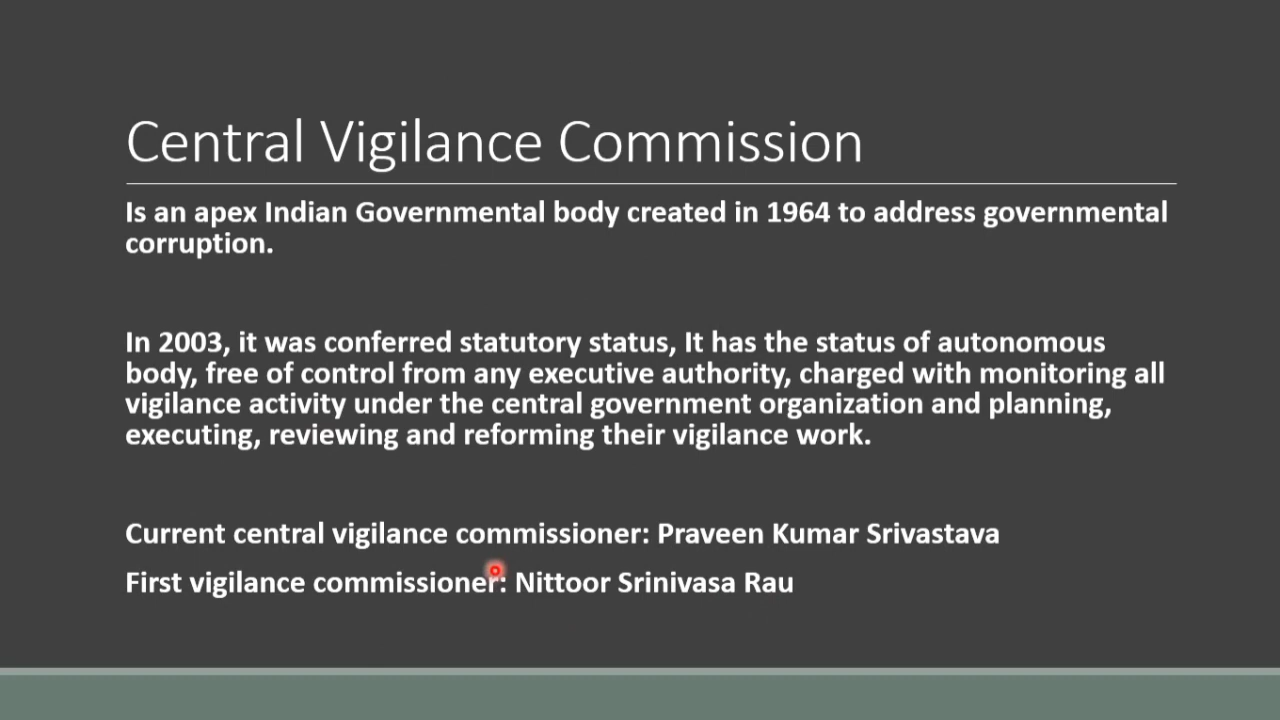 Central Vigilance Commission
Is an apex Indian Governmental body created in 1964 to address governmental
corruption.
In 2003, it was conferred statutory status, It has the status of autonomous
body, free of control from any executive authority, charged with monitoring all
vigilance activity under the central government organization and planning,
executing, reviewing and reforming their vigilance work.
Current central vigilance commissioner: Praveen Kumar Srivastava
First vigilance commissioner: Nittoor Srinivasa Rau